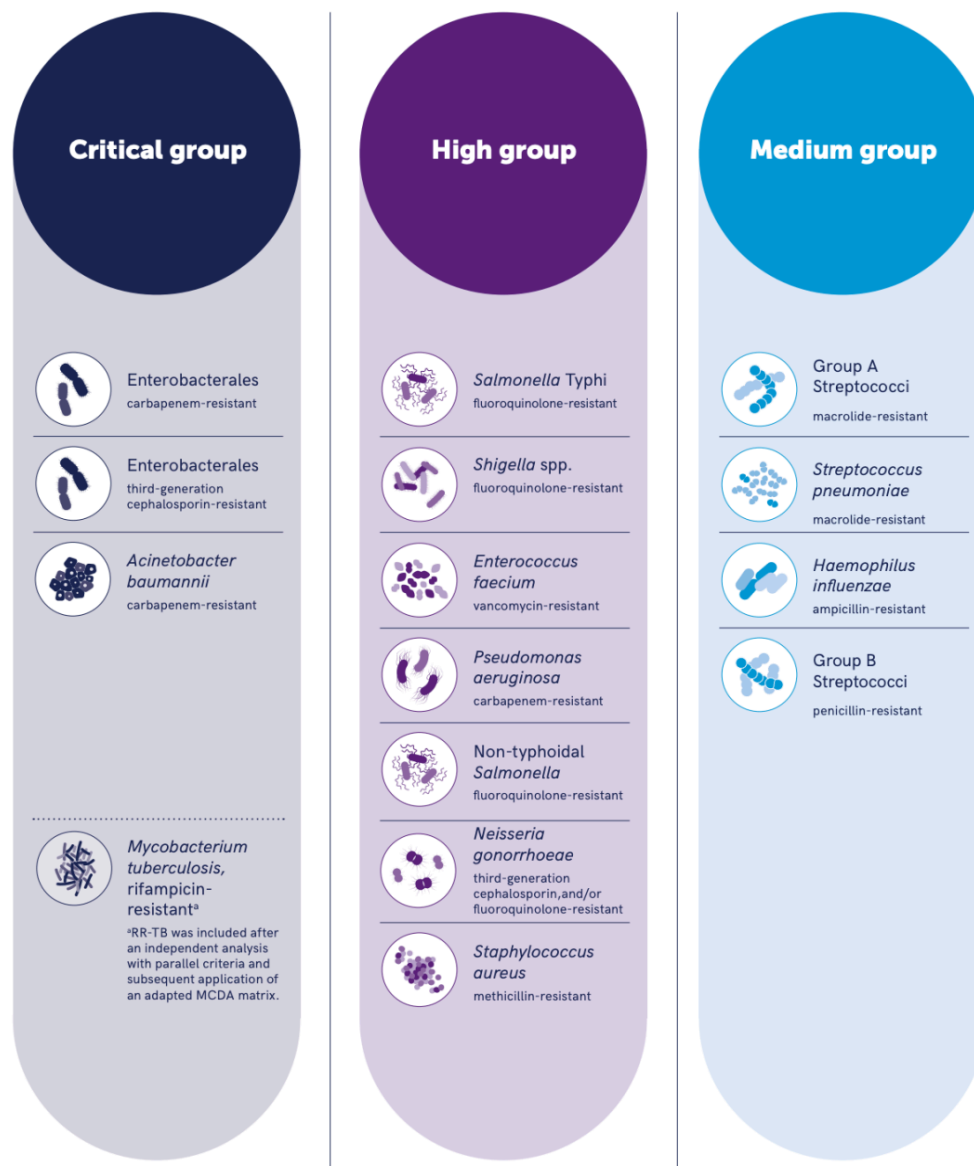 Critical group
Enterobacterales
carbapenem-resistant
Enterobacterales
third-generation
cephalosporin-resistant
Acinetobacter
baumannii
carbapenem-resistant
Mycobacterium
tuberculosis,
rifampicin-
resistantᵃ
ᵃRR-TB was included after
an independent analysis
with parallel criteria and
subsequent application of
an adapted MCDA matrix.
High group
Salmonella Typhi
fluoroquinolone-resistant
Shigella spp.
fluoroquinolone-resistant
Enterococcus
faecium
vancomycin-resistant
Pseudomonas
aeruginosa
carbapenem-resistant
Non-typhoidal
Salmonella
fluoroquinolone-resistant
Neisseria
gonorrhoeae
third-generation
cephalosporin,and/or
fluoroquinolone-resistant
Staphylococcus
aureus
methicillin-resistant
Medium group
Group A
Streptococci
macrolide-resistant
Streptococcus
pneumoniae
macrolide-resistant
Haemophilus
influenzae
ampicillin-resistant
Group B
Streptococci
penicillin-resistant